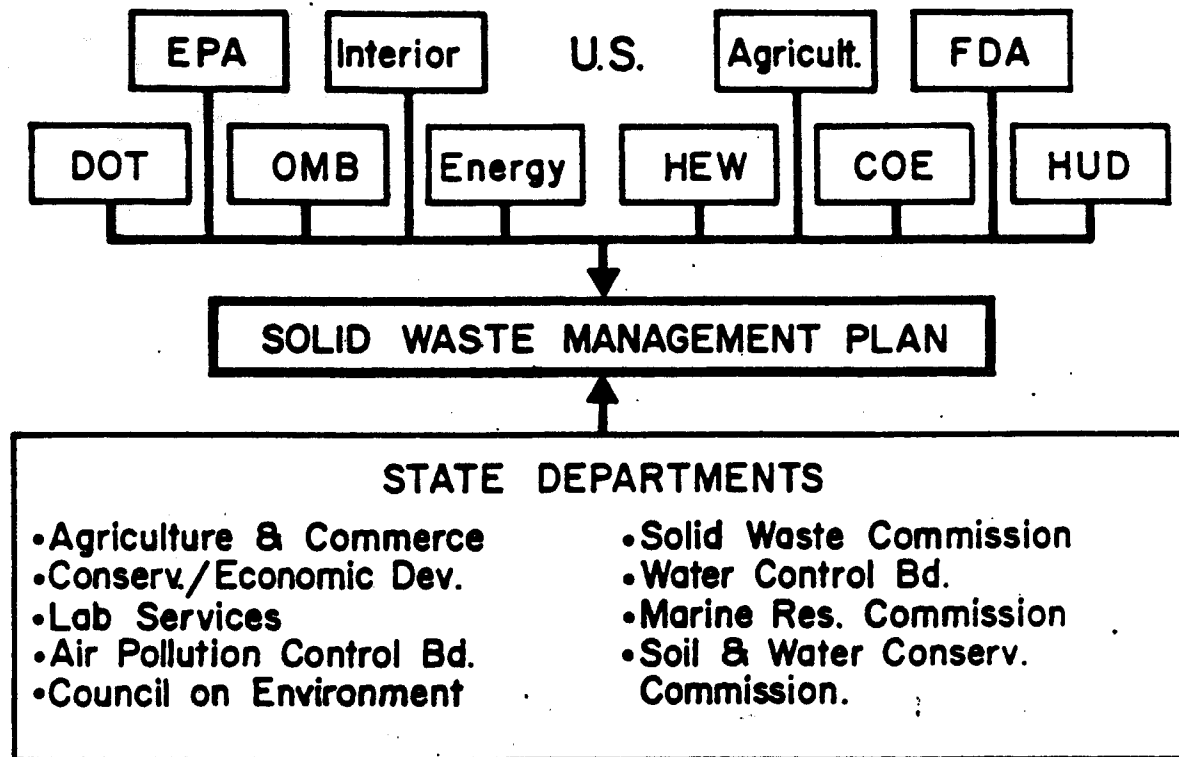 EPA Interior U.S. Agricult. FDA
DOT OMB Energy HEW COE HUD
SOLID WASTE MANAGEMENT PLAN
STATE DEPARTMENTS
•Agriculture & Commerce
•Conserv./Economic Dev.
•Lab Services
•Air Pollution Control Bd.
•Council on Environment
•Solid Waste Commission
•Water Control Bd.
•Marine Res. Commission
•Soil & Water Conserv.
Commission.